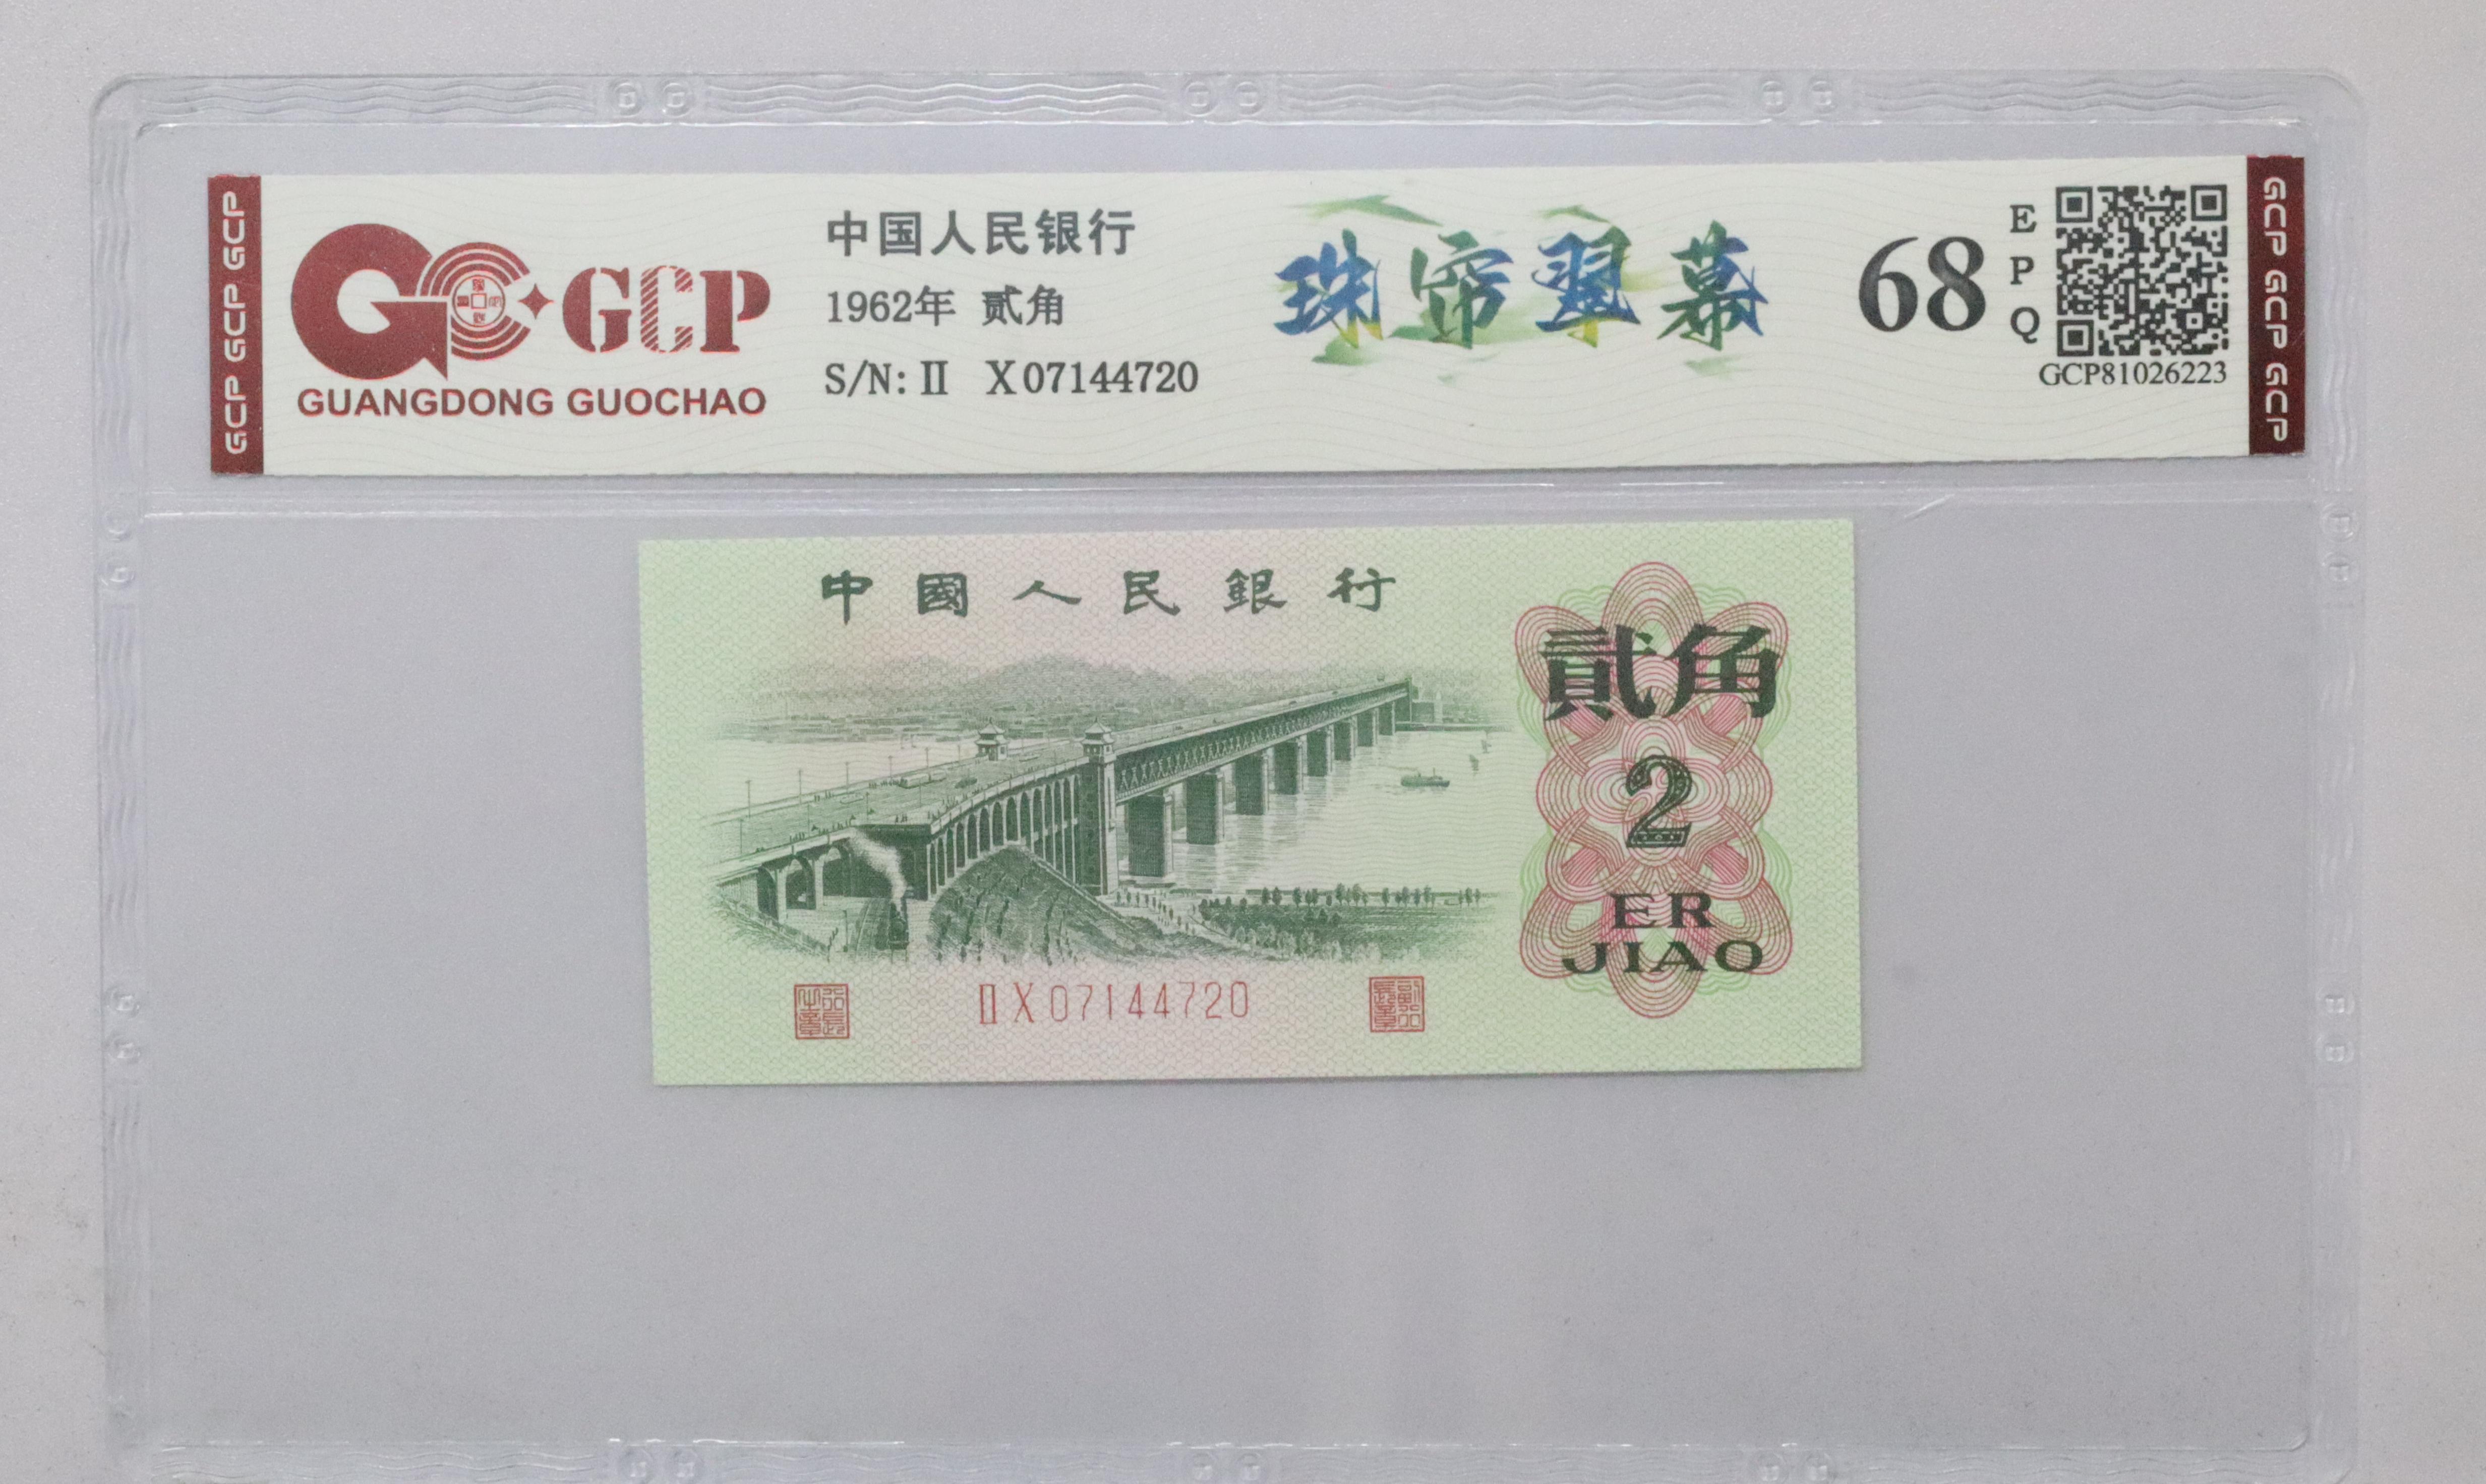 GCP GCP GCP
GCP
GUANGDONG GUOCHAO
中国人民银行
1962年 贰角
S/N: II X07144720
珠帘翠幕
68
EPQ
GCP81026223
GCP GCP GCP
中國人民銀行
貳角
2
ER
JIAO
II X07144720